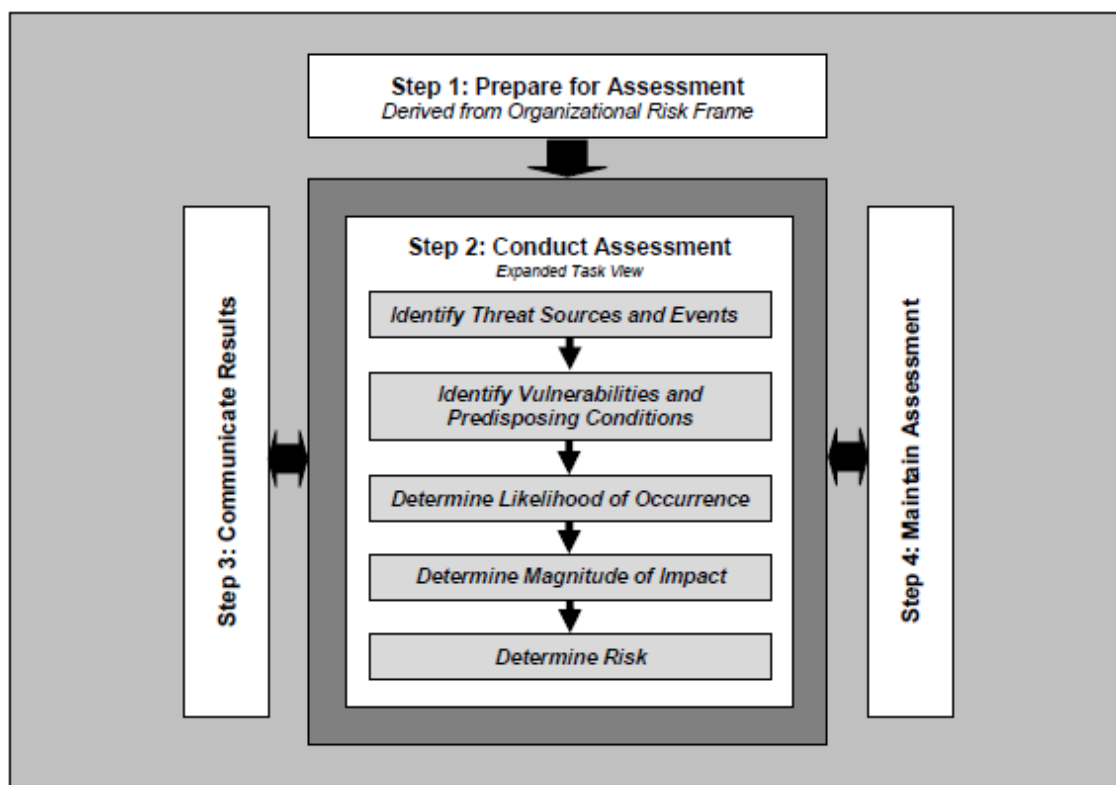 Step 1: Prepare for Assessment
Derived from Organizational Risk Frame
Step 2: Conduct Assessment
Expanded Task View
Identify Threat Sources and Events
Identify Vulnerabilities and
Predisposing Conditions
Determine Likelihood of Occurrence
Determine Magnitude of Impact
Determine Risk
Step 3: Communicate Results
Step 4: Maintain Assessment